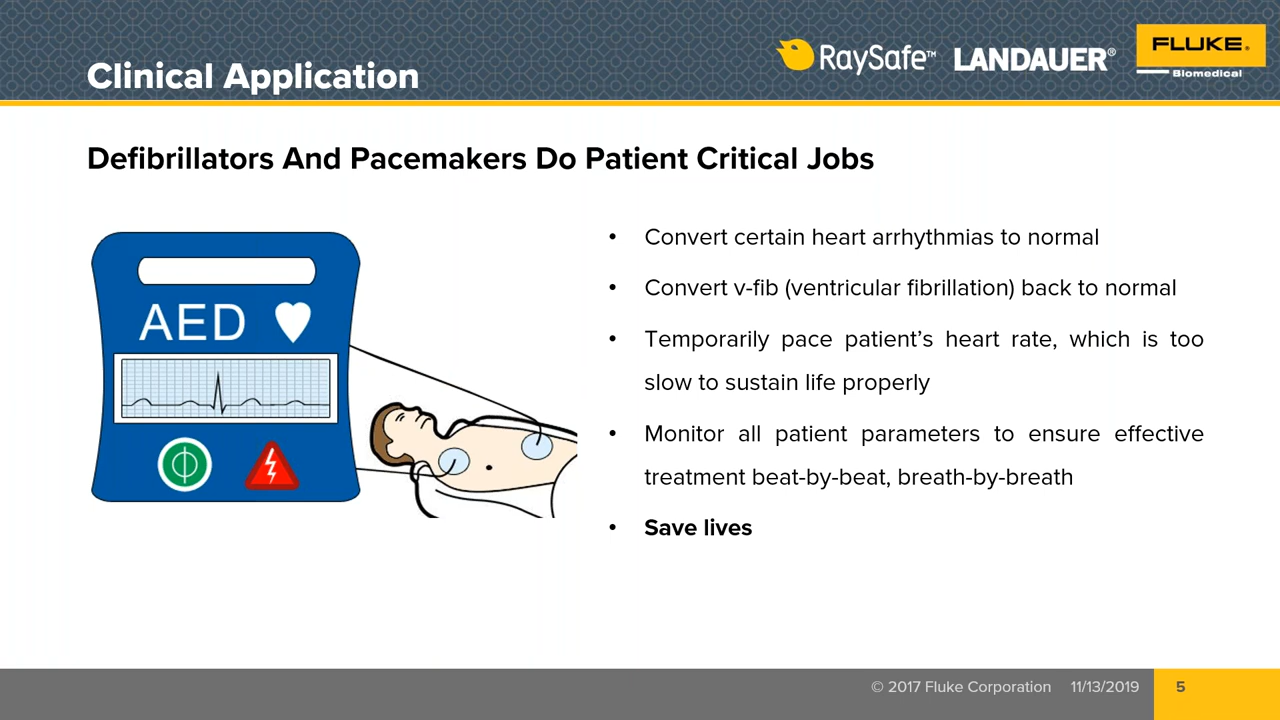 Clinical Application
RaySafe™ LANDAUER® FLUKE®
Biomedical
Defibrillators And Pacemakers Do Patient Critical Jobs
AED
• Convert certain heart arrhythmias to normal
• Convert v-fib (ventricular fibrillation) back to normal
• Temporarily pace patient’s heart rate, which is too
slow to sustain life properly
• Monitor all patient parameters to ensure effective
treatment beat-by-beat, breath-by-breath
• Save lives
© 2017 Fluke Corporation 11/13/2019 5